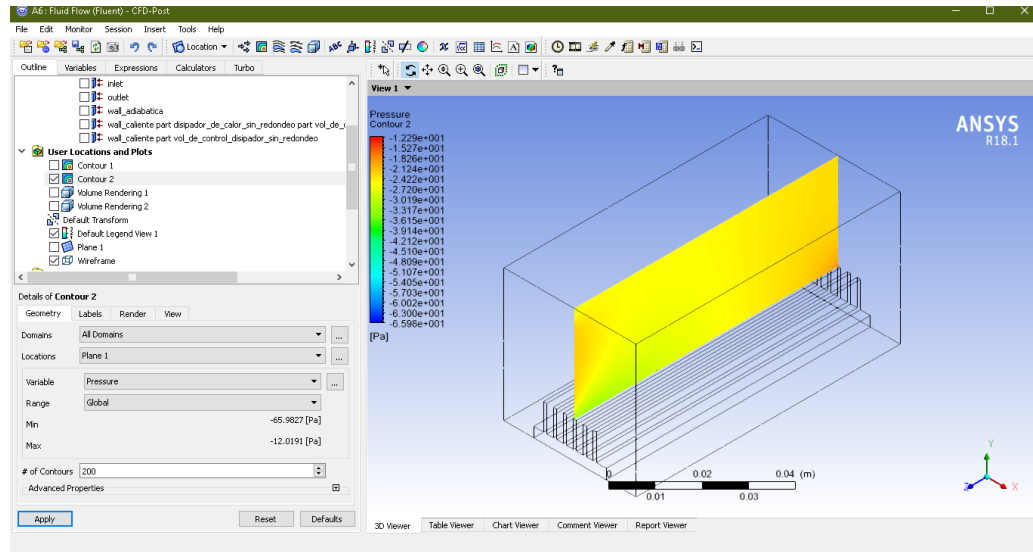 A6 : Fluid Flow (Fluent) - CFD-Post
File Edit Monitor Session Insert Tools Help
Location
Outline Variables Expressions Calculators Turbo
inlet
outlet
wall_adiabatica
wall_caliente part disipador_de_calor_sin_redondeo part vol_de_
wall_caliente part vol_de_control_disipador_sin_redondeo
User Locations and Plots
Contour 1
Contour 2
Volume Rendering 1
Volume Rendering 2
Default Transform
Default Legend View 1
Plane 1
Wireframe
Details of Contour 2
Geometry Labels Render View
Domains All Domains ...
Locations Plane 1 ...
Variable Pressure ...
Range Global
Min -65.9827 [Pa]
Max -12.0191 [Pa]
# of Contours 200
Advanced Properties
Apply Reset Defaults
View 1
Pressure
Contour 2
-1.229e+001
-1.527e+001
-1.826e+001
-2.124e+001
-2.422e+001
-2.720e+001
-3.019e+001
-3.317e+001
-3.615e+001
-3.914e+001
-4.212e+001
-4.510e+001
-4.809e+001
-5.107e+001
-5.405e+001
-5.703e+001
-6.002e+001
-6.300e+001
-6.598e+001
[Pa]
ANSYS
R18.1
0 0.02 0.04 (m)
0.01 0.03
Y
Z X
3D Viewer Table Viewer Chart Viewer Comment Viewer Report Viewer